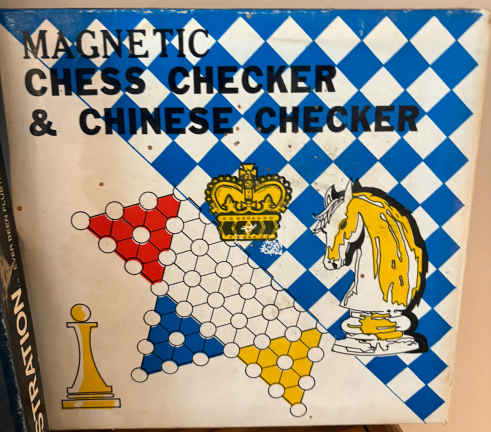 MAGNETIC
CHESS CHECKER
& CHINESE CHECKER
STRATION